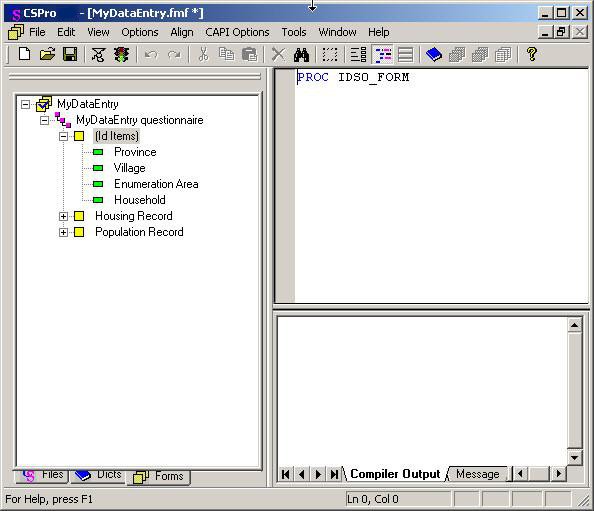 CSPro - [MyDataEntry.fmf *]
File Edit View Options Align CAPI Options Tools Window Help
PROC IDS0_FORM
MyDataEntry
MyDataEntry questionnaire
(Id Items)
Province
Village
Enumeration Area
Household
Housing Record
Population Record
Files Dicts Forms
Compiler Output Message
For Help, press F1
Ln 0, Col 0